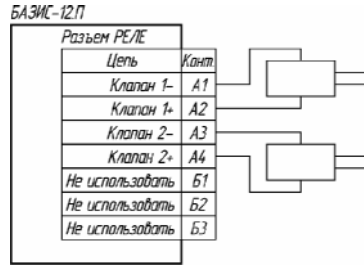 БАЗИС-12.П
Разъем РЕЛЕ
Цепь Конт.
Клапан 1- А1
Клапан 1+ А2
Клапан 2- А3
Клапан 2+ А4
Не использовать Б1
Не использовать Б2
Не использовать Б3